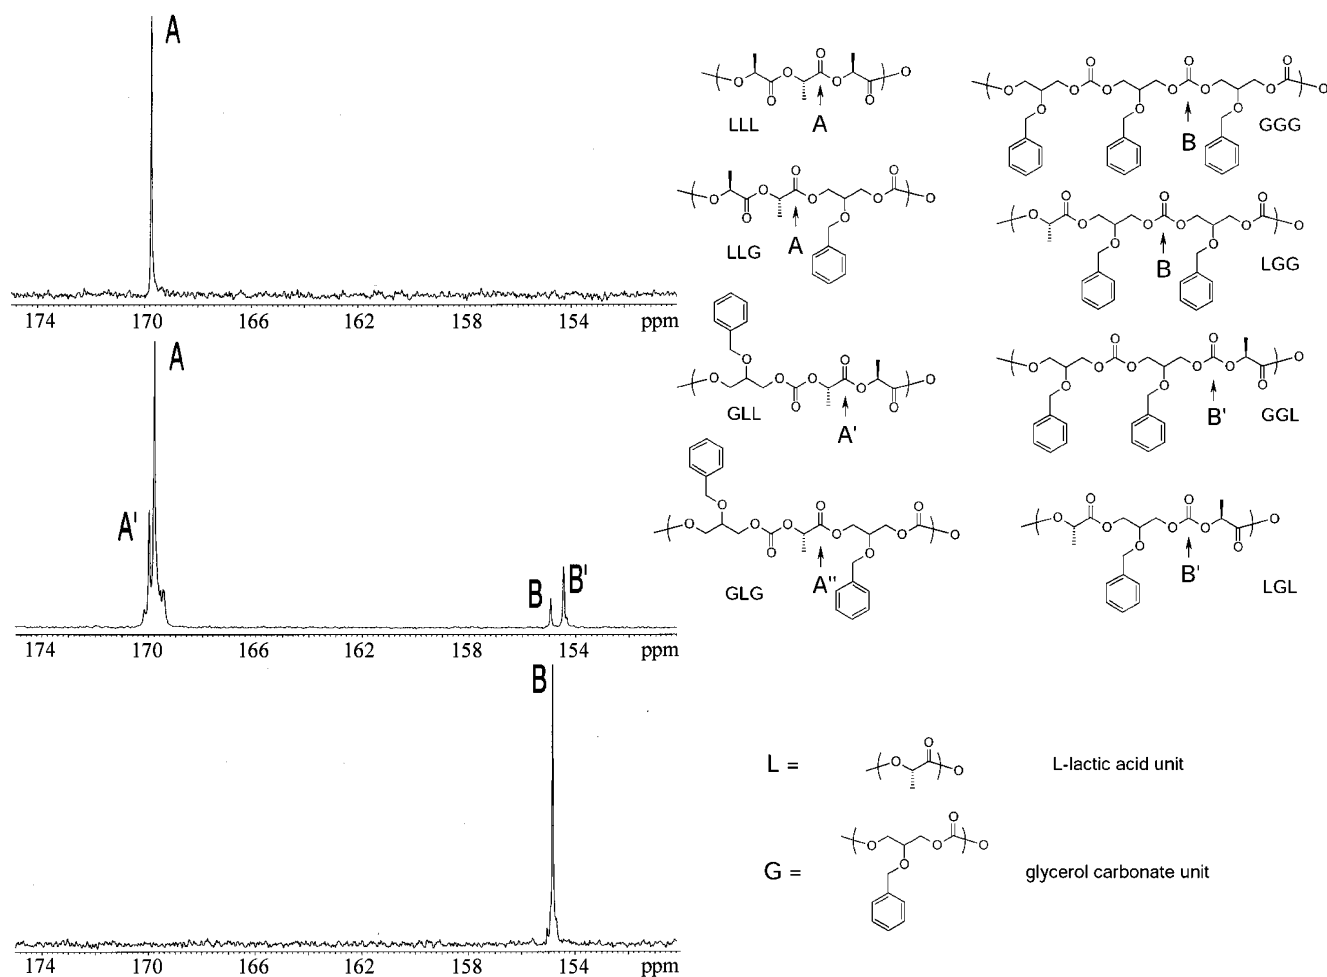 A
174 170 166 162 158 154 ppm
A
A'
B B'
174 170 166 162 158 154 ppm
B
174 170 166 162 158 154 ppm
( O O O O O O ) O
LLL A
( O O O O O O O O ) O
LLG A
( O O O O O O O O ) O
GLL A'
( O O O O O O O O O O ) O
GLG A"
( O O O O O O O O O O O O ) O
B GGG
( O O O O O O O O O O ) O
B LGG
( O O O O O O O O O O ) O
B' GGL
( O O O O O O O O ) O
B' LGL
L = ( O O ) O L-lactic acid unit
G = ( O O O O ) O glycerol carbonate unit